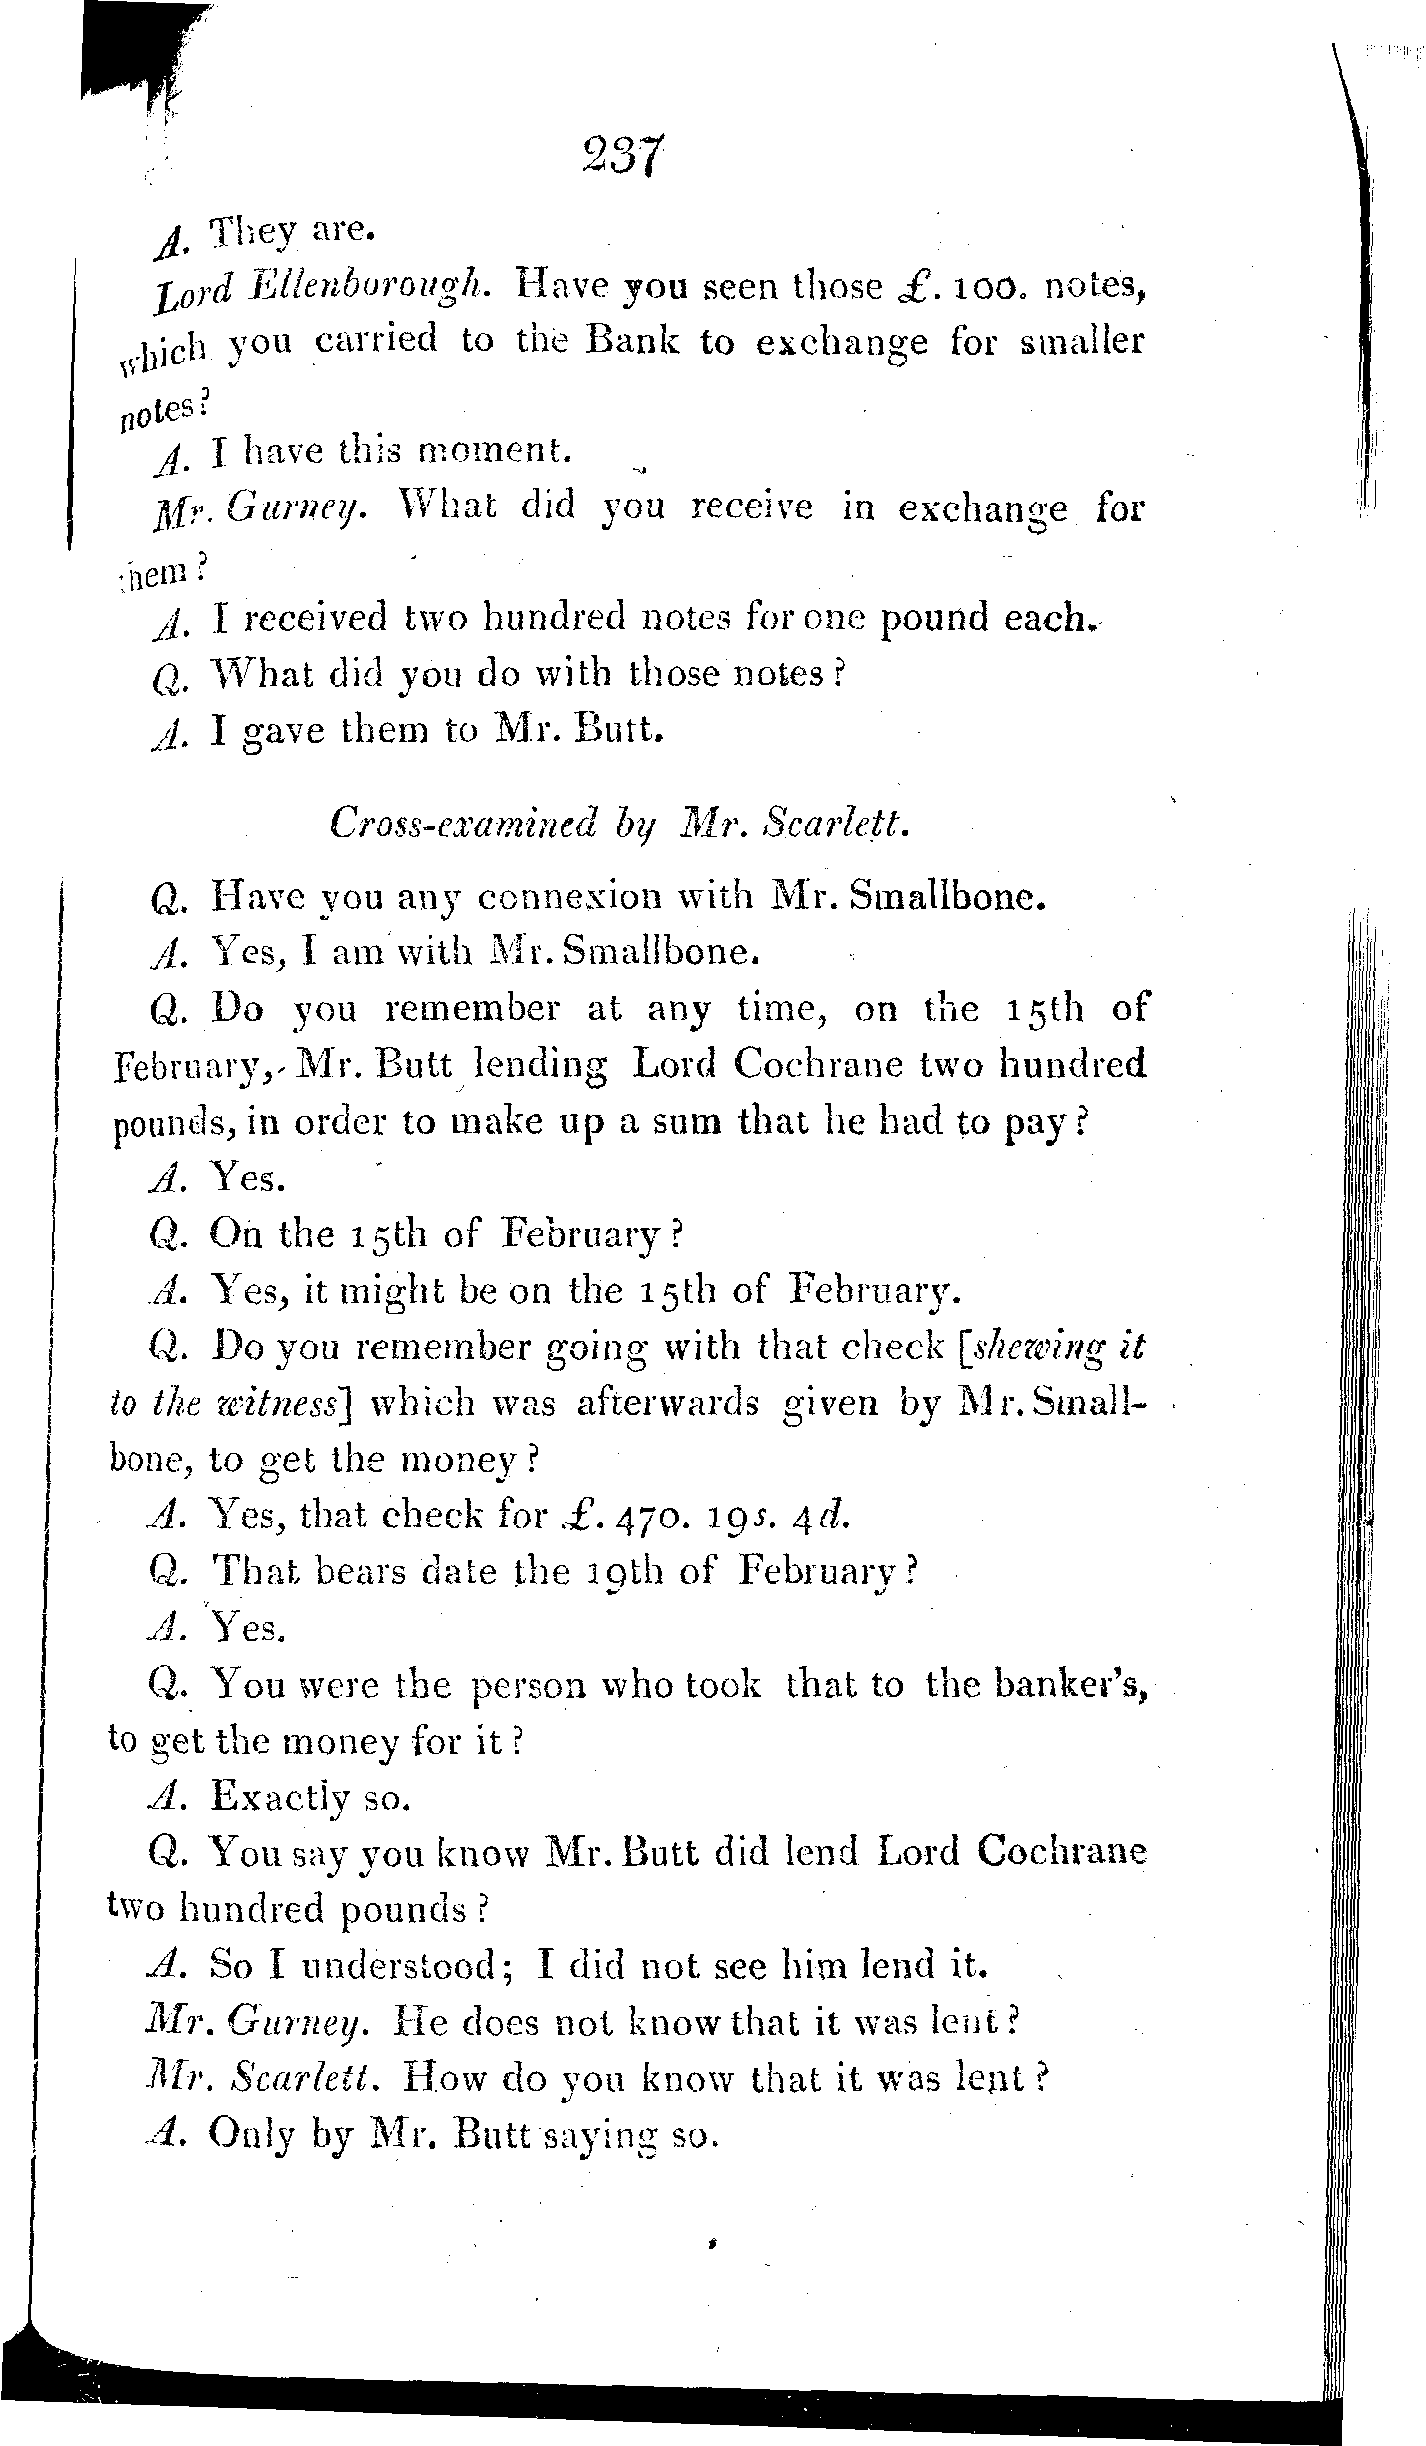 237
A. They are.
Lord Ellenborough. Have you seen those £. 100. notes,
which you carried to the Bank to exchange for smaller
notes?
A. I have this moment.
Mr. Gurney. What did you receive in exchange for
them?
A. I received two hundred notes for one pound each.
Q. What did you do with those notes?
A. I gave them to Mr. Butt.
Cross-examined by Mr. Scarlett.
Q. Have you any connexion with Mr. Smallbone.
A. Yes, I am with Mr. Smallbone.
Q. Do you remember at any time, on the 15th of
February, Mr. Butt lending Lord Cochrane two hundred
pounds, in order to make up a sum that he had to pay?
A. Yes.
Q. On the 15th of February?
A. Yes, it might be on the 15th of February.
Q. Do you remember going with that check [shewing it
to the witness] which was afterwards given by Mr. Small-
bone, to get the money?
A. Yes, that check for £. 470. 19s. 4d.
Q. That bears date the 19th of February?
A. Yes.
Q. You were the person who took that to the banker's,
to get the money for it?
A. Exactly so.
Q. You say you know Mr. Butt did lend Lord Cochrane
two hundred pounds?
A. So I understood; I did not see him lend it.
Mr. Gurney. He does not know that it was lent?
Mr. Scarlett. How do you know that it was lent?
A. Only by Mr. Butt saying so.